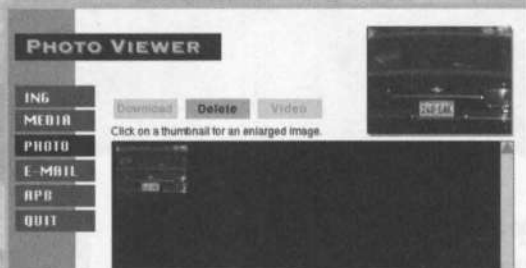 PHOTO VIEWER
ING
MEDIA
PHOTO
E-MAIL
APB
QUIT
Download Delete Video
Click on a thumbnail for an enlarged image.